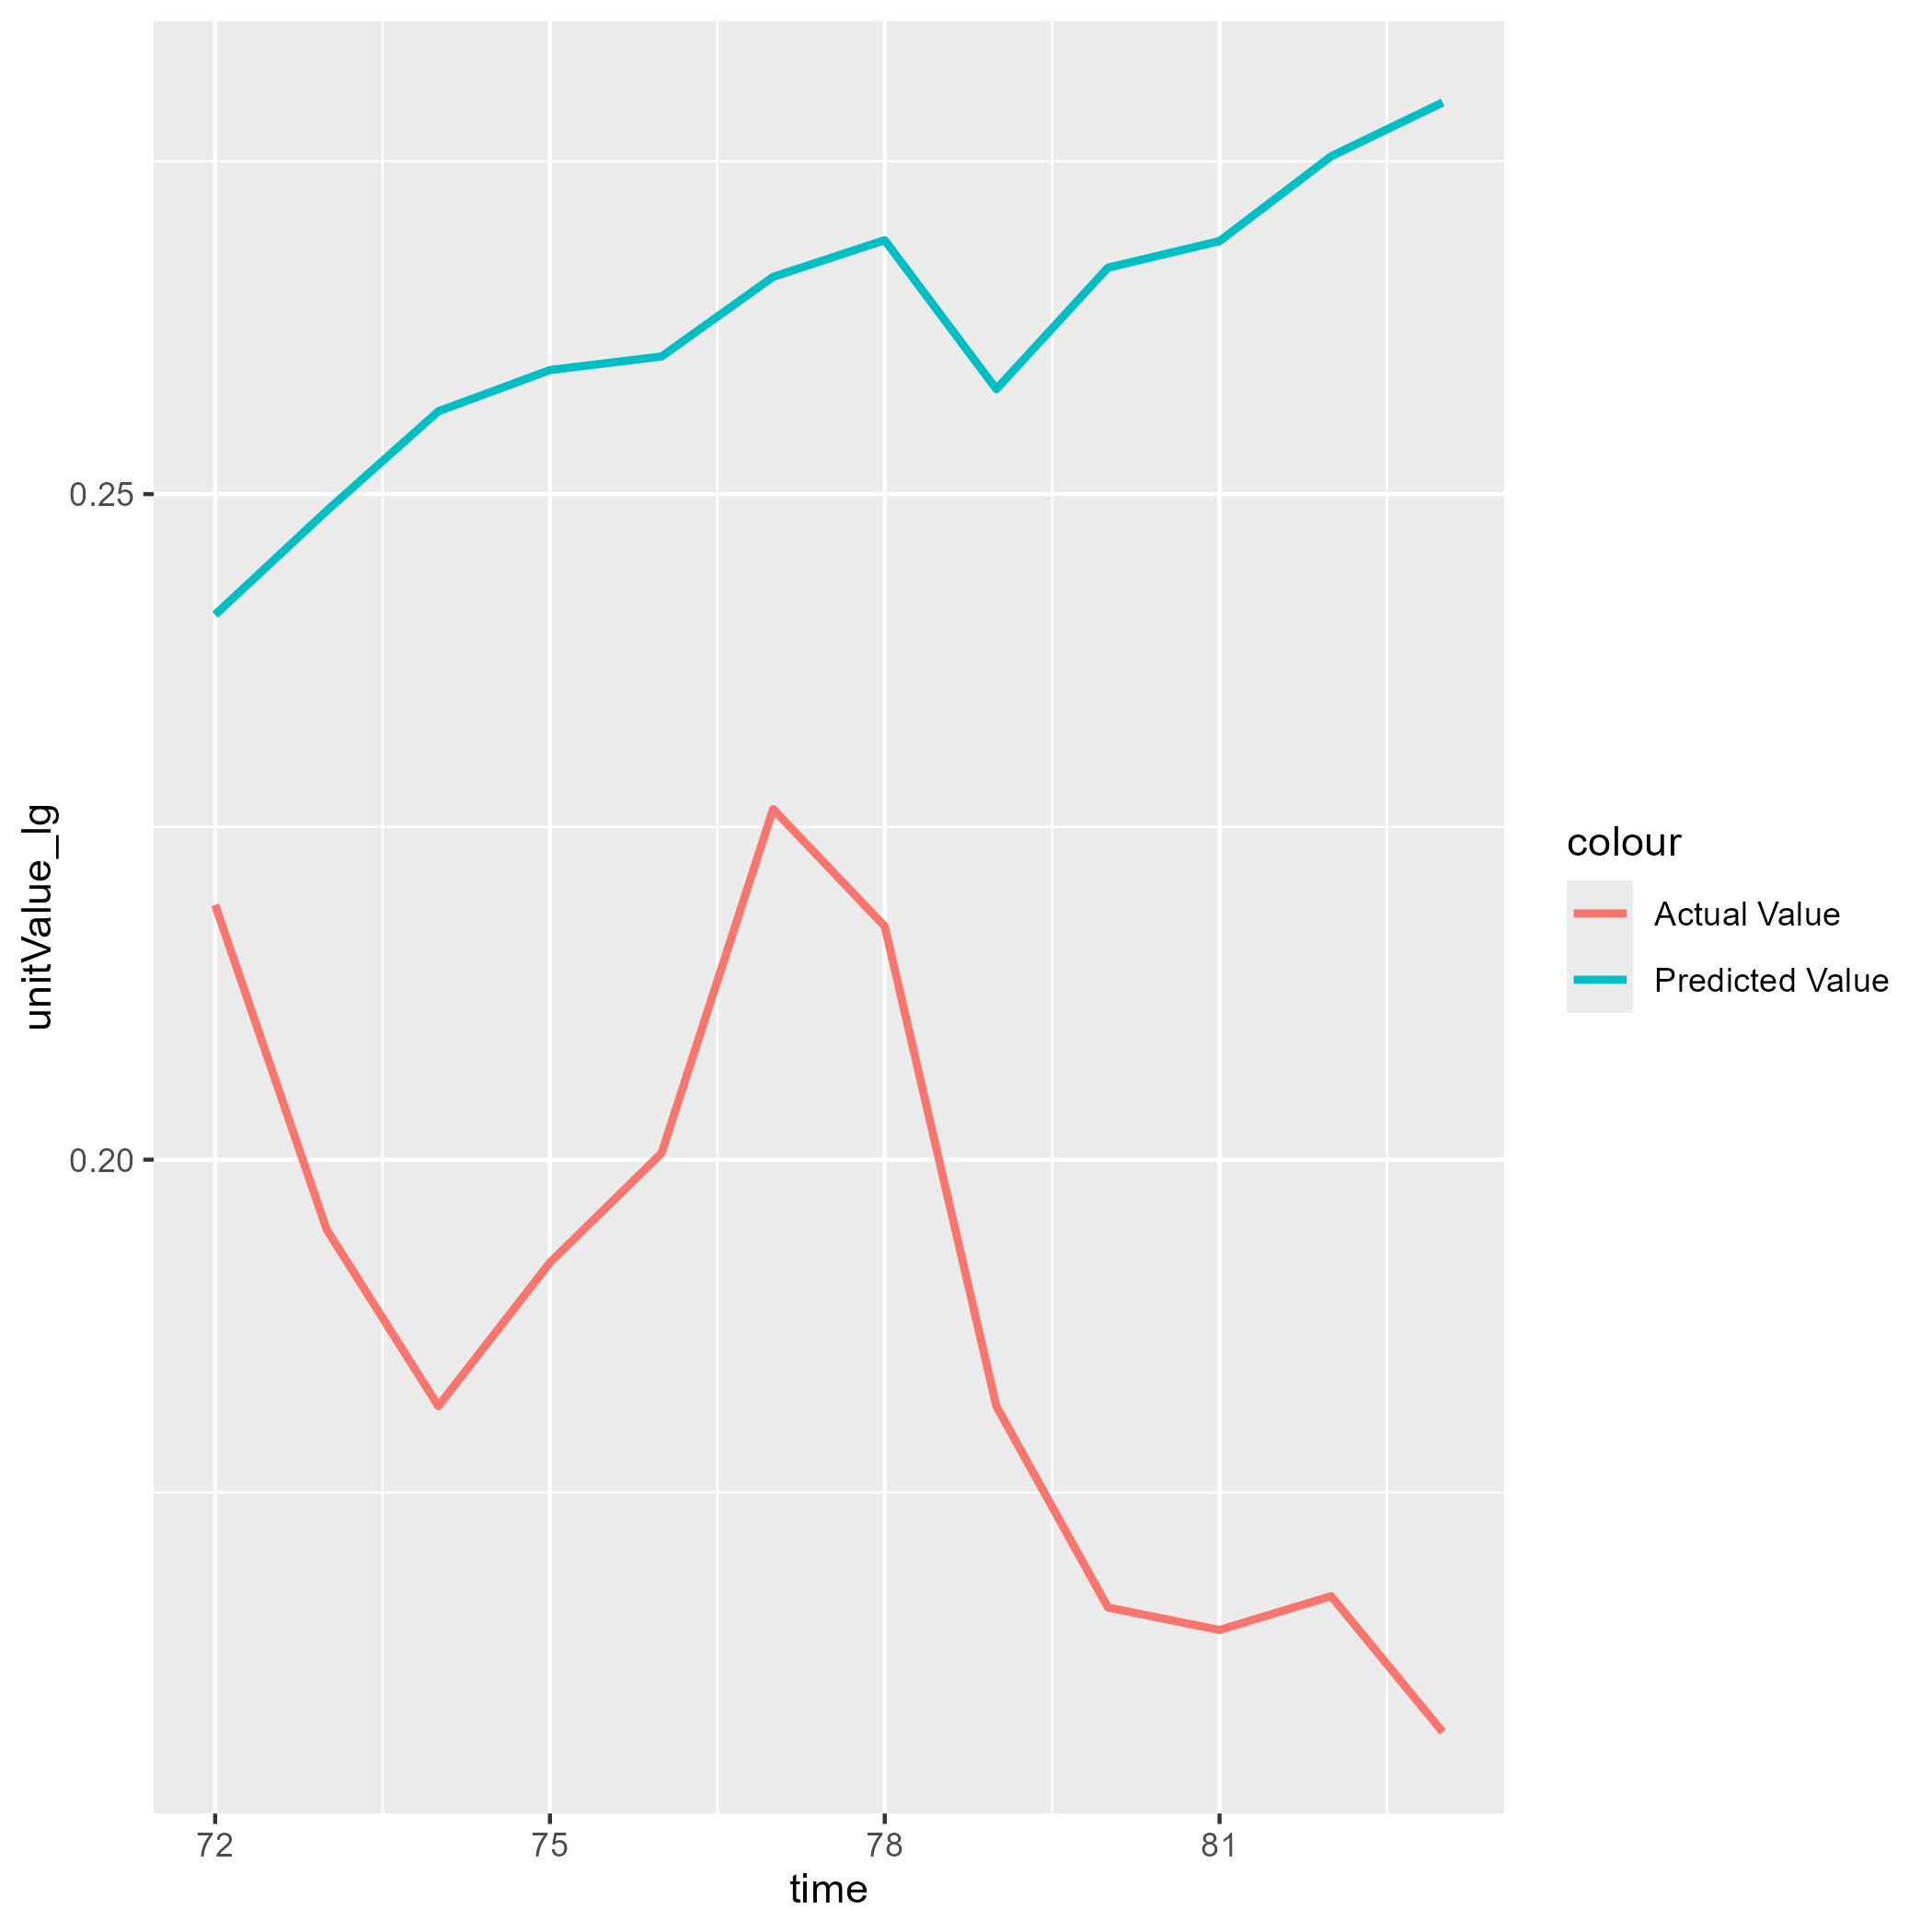 0.25
0.20
unitValue_lg
72
75
78
81
time
colour
Actual Value
Predicted Value